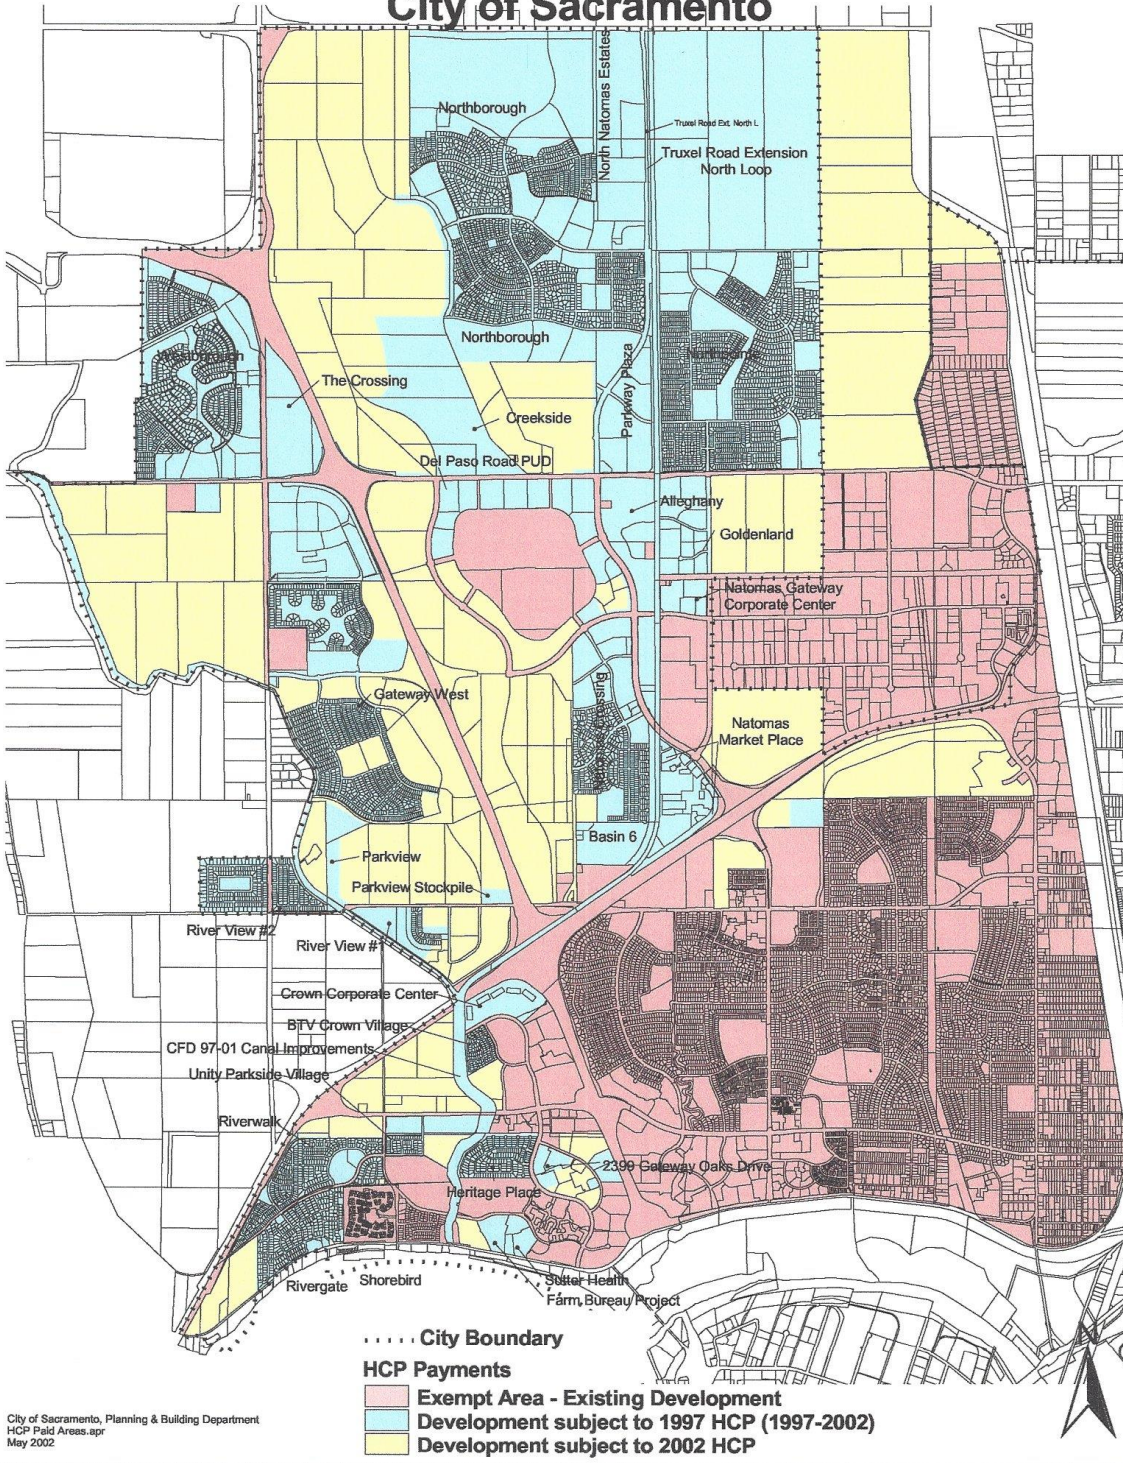 City of Sacramento
Northborough
North Natomas Estates
Truxel Road Ext. North L
Truxel Road Extension
North Loop
Northborough
Westborough
Northpointe
Parkway Plaza
The Crossing
Creekside
Del Paso Road PUD
Alleghany
Goldenland
Natomas Gateway
Corporate Center
Gateway West
Natomas Crossing
Natomas
Market Place
Basin 6
Parkview
Parkview Stockpile
River View #2
River View #1
Crown Corporate Center
BTV Crown Village
CFD 97-01 Canal Improvements
Unity Parkside Village
Riverwalk
2399 Gateway Oaks Drive
Heritage Place
Rivergate
Shorebird
Sutter Health
Farm Bureau Project
City Boundary
HCP Payments
Exempt Area - Existing Development
Development subject to 1997 HCP (1997-2002)
Development subject to 2002 HCP
City of Sacramento, Planning & Building Department
HCP Paid Areas.apr
May 2002